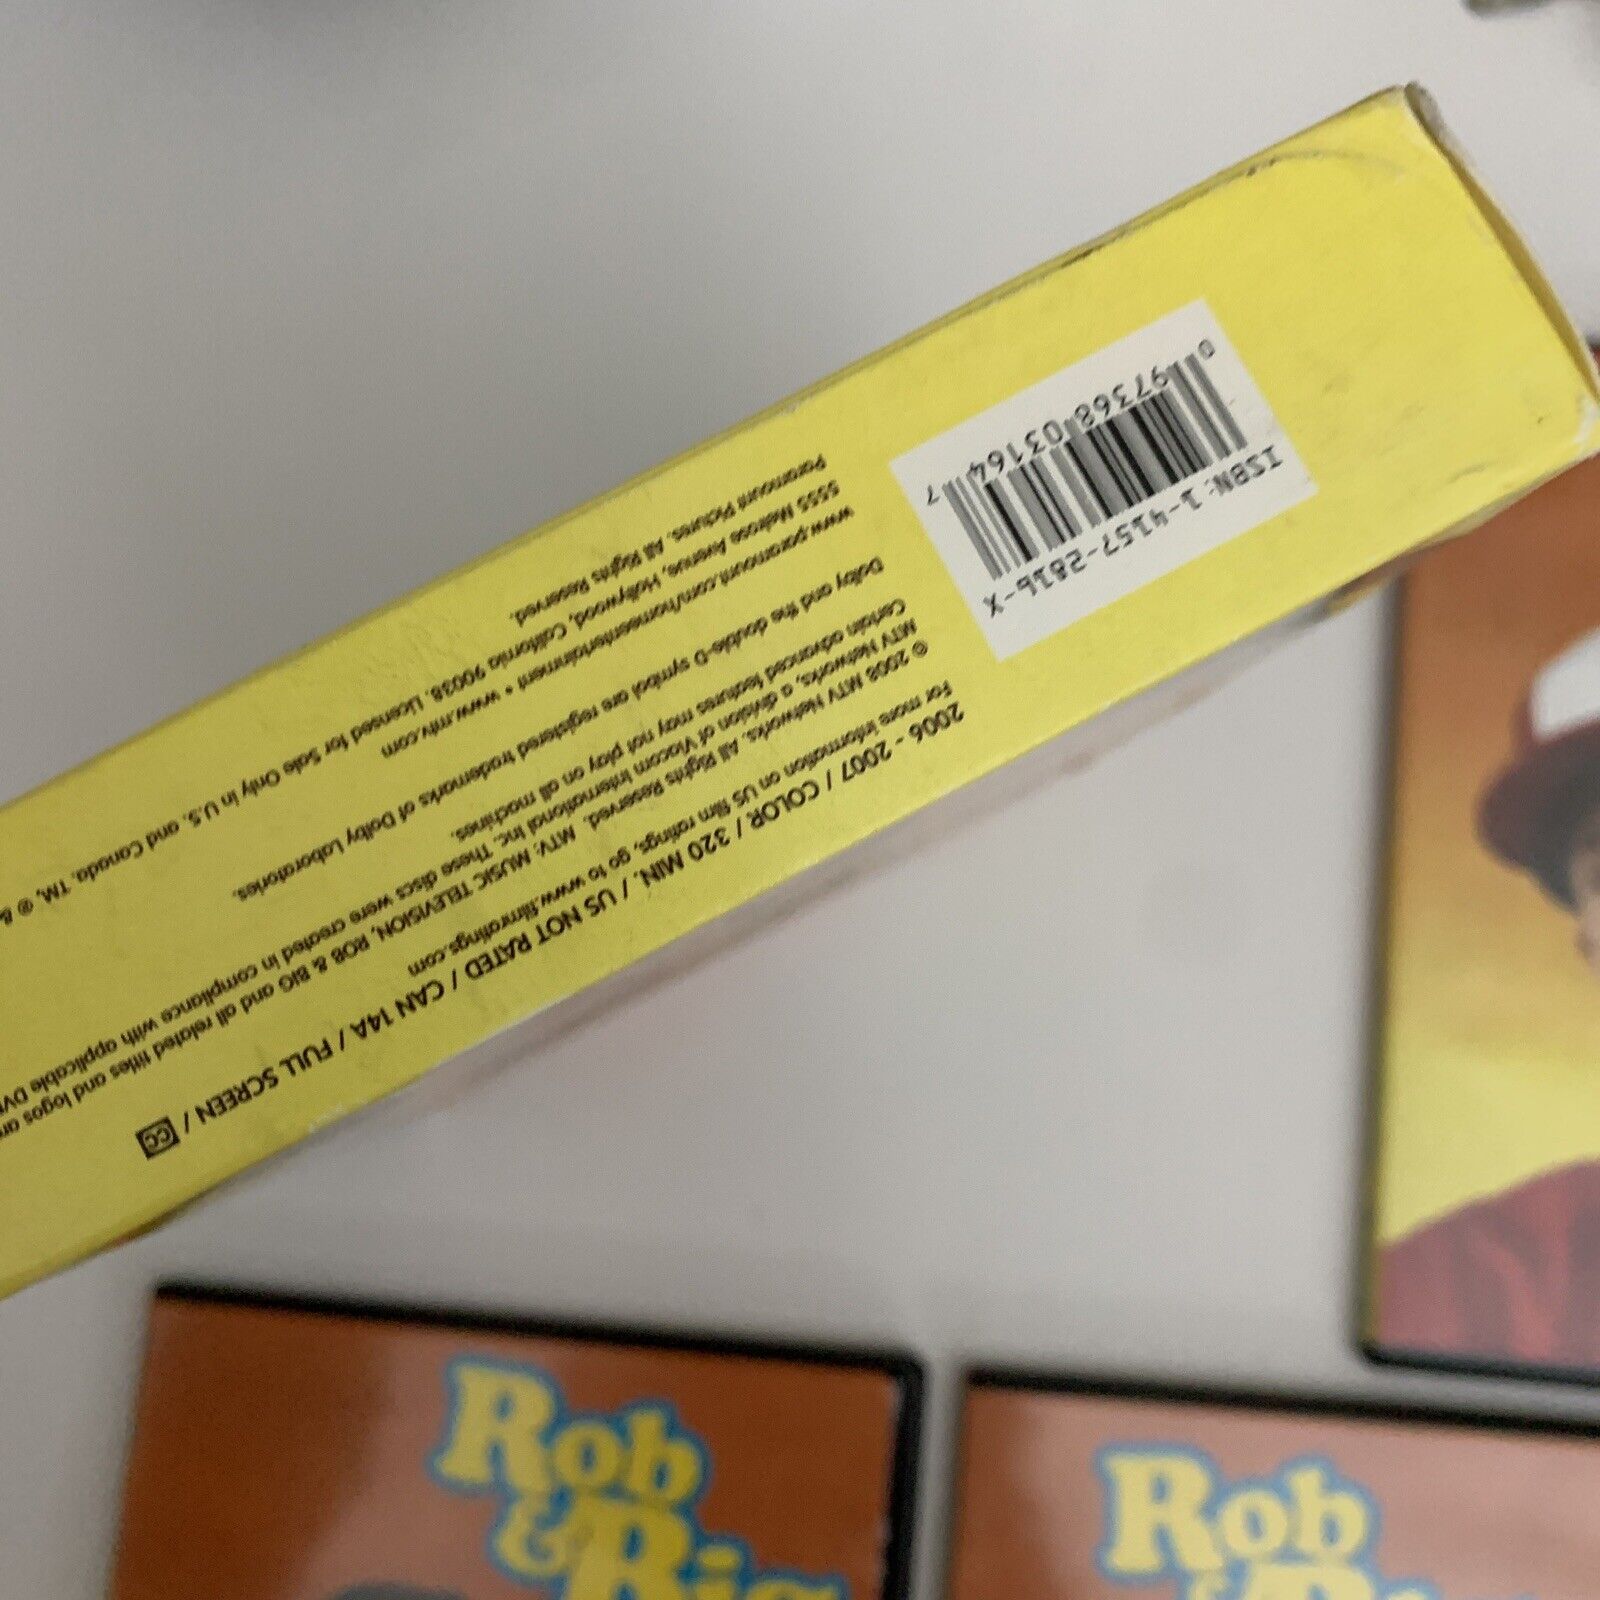 2006 - 2007 / COLOR / 320 MIN. / US NOT RATED / CAN 14A / FULL SCREEN / CC
For more information on US film ratings, go to www.filmratings.com
© 2008 MTV Networks. All Rights Reserved. MTV: MUSIC TELEVISION, ROB & BIG and all related titles and logos are
MTV Networks, a division of Viacom International Inc. These discs were created in compliance with applicable DV
Certain advanced features may not play on all machines.
Dolby and the double-D symbol are registered trademarks of Dolby Laboratories.
www.paramount.com/homeentertainment • www.mtv.com
5555 Melrose Avenue, Hollywood, California 90038. Licensed for Sale Only in U.S. and Canada. TM, ® &
Paramount Pictures. All Rights Reserved.
ISBN: 1-4157-2816-X
0 97368 03164 7
Rob
& Big
Rob